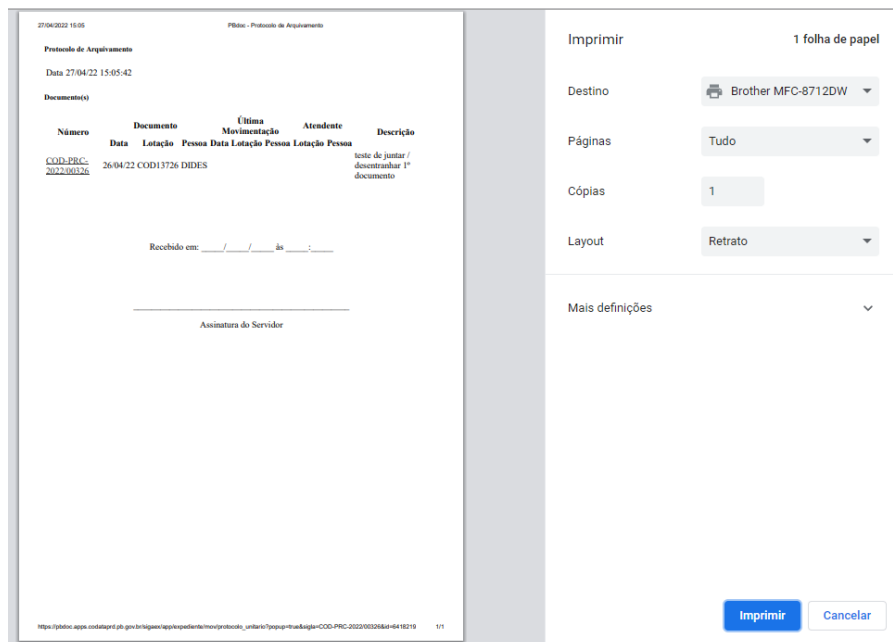 27/04/2022 15:05 PBdoc - Protocolo de Arquivamento
Protocolo de Arquivamento
Data 27/04/22 15:05:42
Documento(s)
Número Documento Última Movimentação Atendente Descrição
Data Lotação Pessoa Data Lotação Pessoa Lotação Pessoa
COD-PRC-2022/00326 26/04/22 COD13726 DIDES teste de juntar / desentranhar 1º documento
Recebido em: _____/_____/_____ às _____:_____
Assinatura do Servidor
https://pbdoc.apps.codataprd.pb.gov.br/sigaex/app/expediente/mov/protocolo_unitario?popup=true&sigla=COD-PRC-2022/00326&id=6418219 1/1
Imprimir 1 folha de papel
Destino Brother MFC-8712DW
Páginas Tudo
Cópias 1
Layout Retrato
Mais definições
Imprimir Cancelar